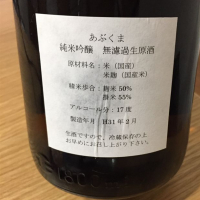 あぶくま
純米吟醸　無濾過生原酒
原材料名：米（国産）
米麹（国産米）
精米歩合：麹米 50%
掛米 55%
アルコール分：17度
製造年月　H31年2月
生酒ですので、冷蔵保存の上
お早めにお召し上がり下さい。